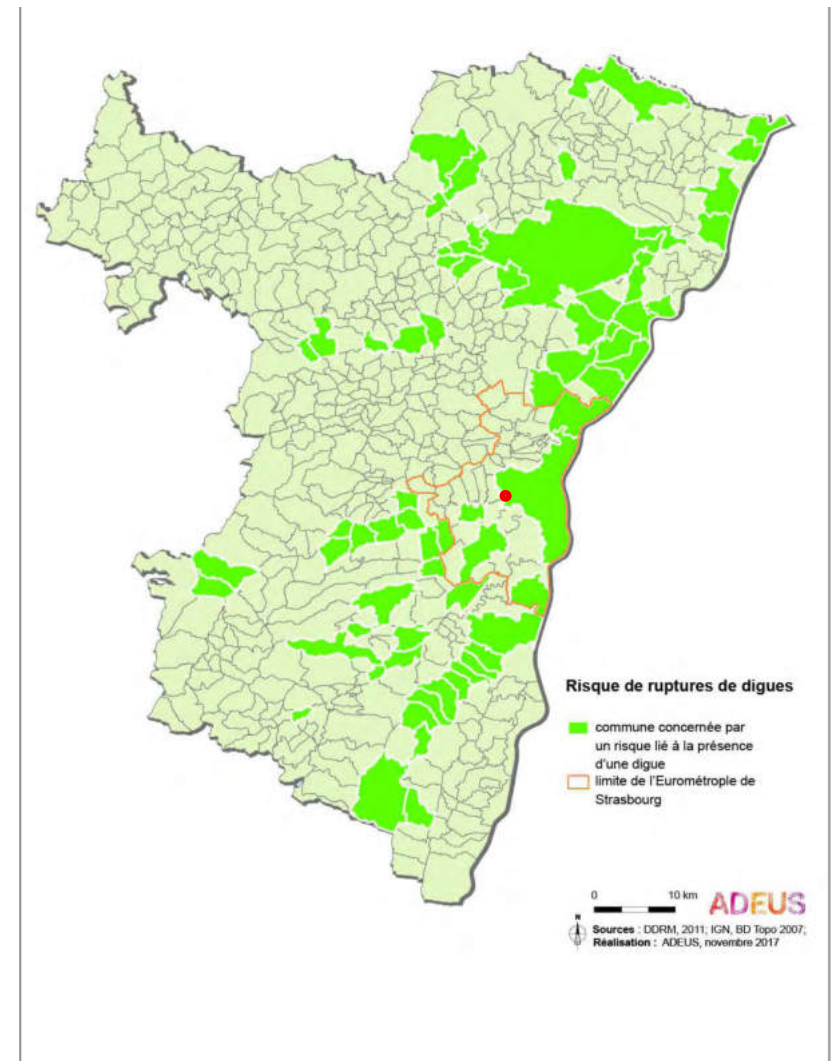 Risque de ruptures de digues
commune concernée par
un risque lié à la présence
d'une digue
limite de l'Eurométrople de
Strasbourg
0 10 km
ADEUS
N
Sources : DDRM, 2011; IGN, BD Topo 2007;
Réalisation : ADEUS, novembre 2017